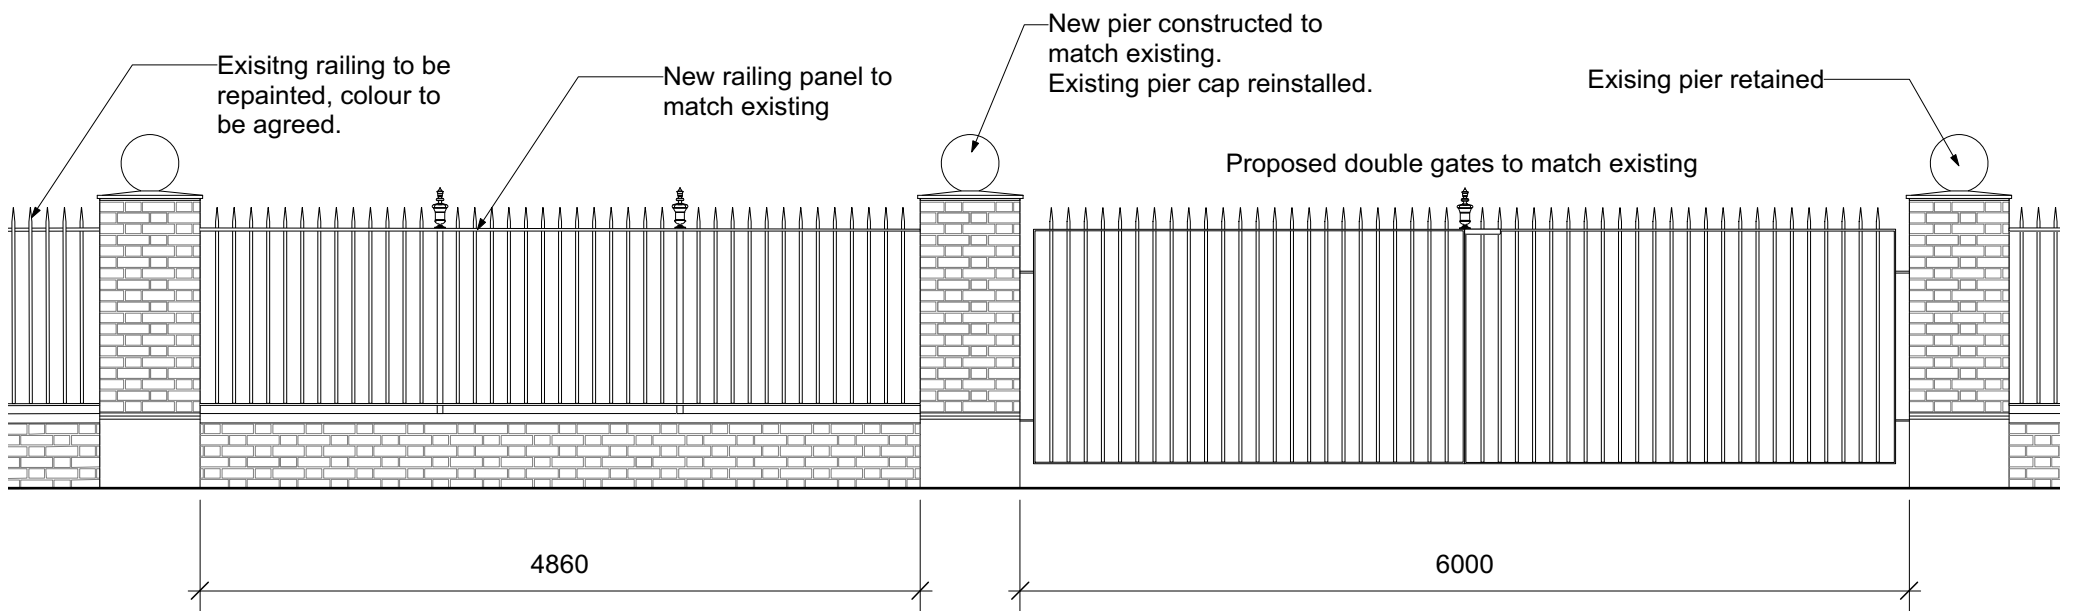 Exisitng railing to be
repainted, colour to
be agreed.
New railing panel to
match existing
New pier constructed to
match existing.
Existing pier cap reinstalled.
Exising pier retained
Proposed double gates to match existing
4860
6000